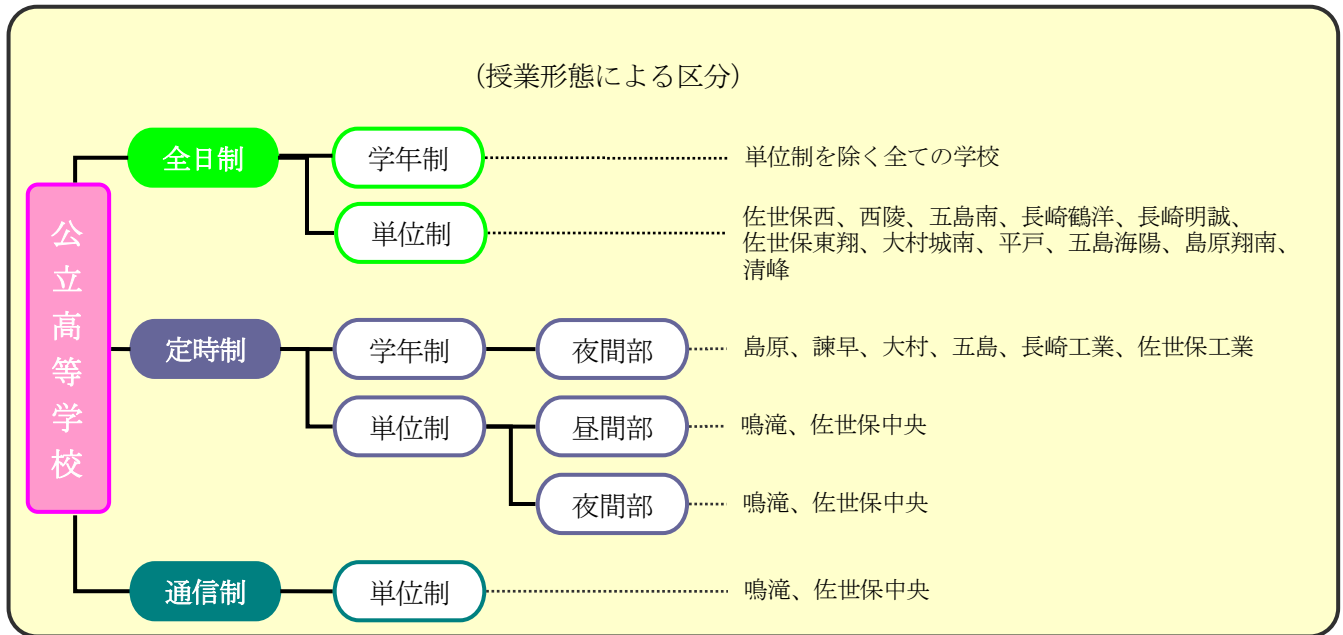 (授業形態による区分)
公立高等学校
全日制
学年制
単位制を除く全ての学校
単位制
佐世保西、西陵、五島南、長崎鶴洋、長崎明誠、
佐世保東翔、大村城南、平戸、五島海陽、島原翔南、
清峰
定時制
学年制
夜間部
島原、諫早、大村、五島、長崎工業、佐世保工業
単位制
昼間部
鳴滝、佐世保中央
夜間部
鳴滝、佐世保中央
通信制
単位制
鳴滝、佐世保中央